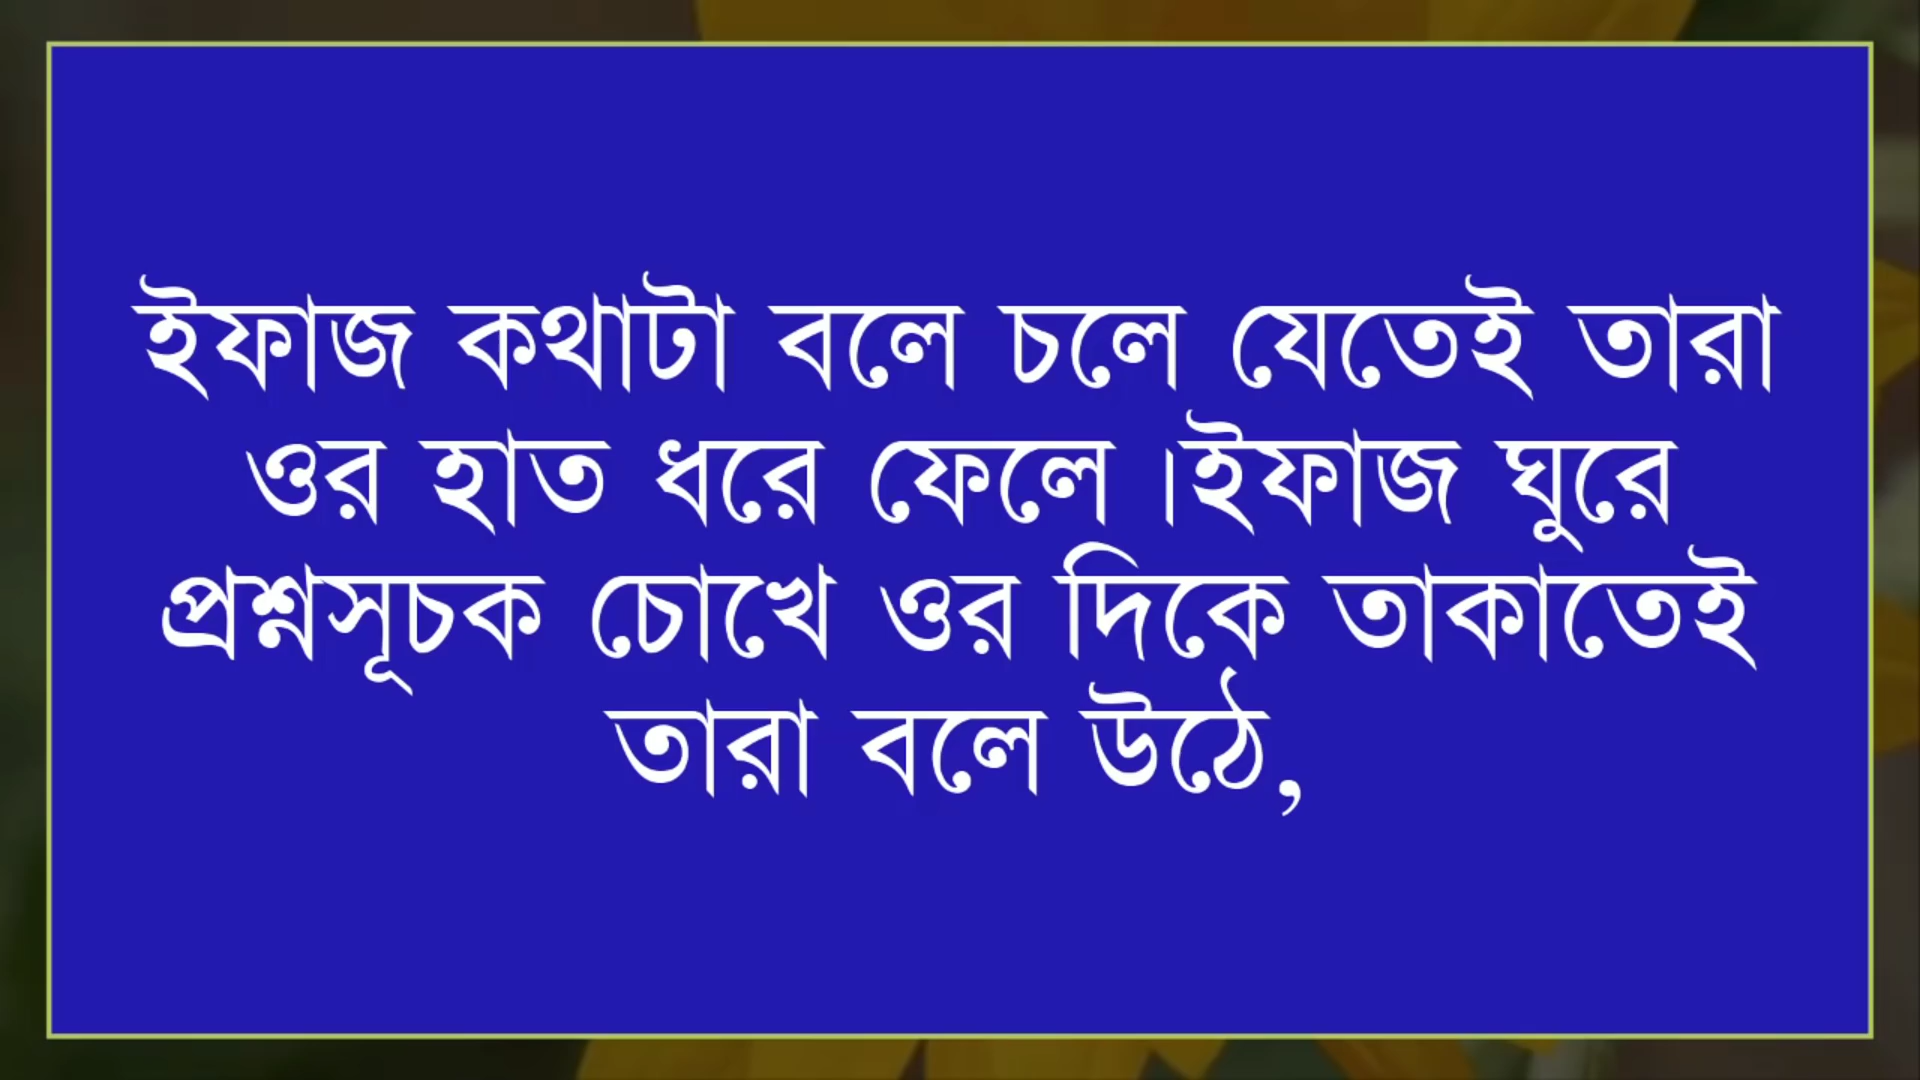 ইফাজ কথাটা বলে চলে যেতেই তারা
ওর হাত ধরে ফেলে ।ইফাজ ঘুরে
প্রশ্নসূচক চোখে ওর দিকে তাকাতেই
তারা বলে উঠে,